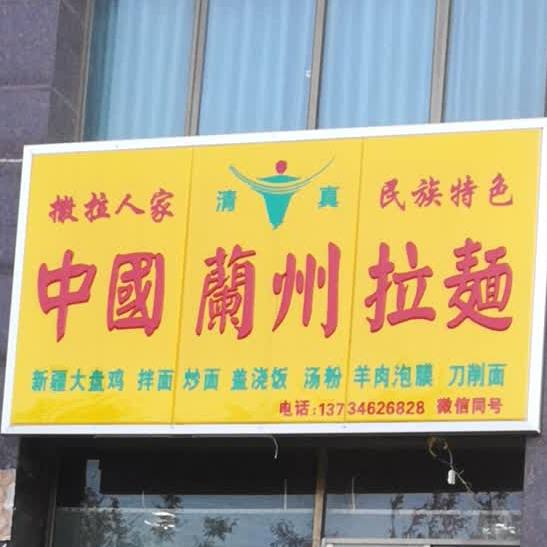 撒拉人家 清真 民族特色
中國蘭州拉麵
新疆大盘鸡 拌面 炒面 盖浇饭 汤粉 羊肉泡膜 刀削面
电话:13734626828 微信同号